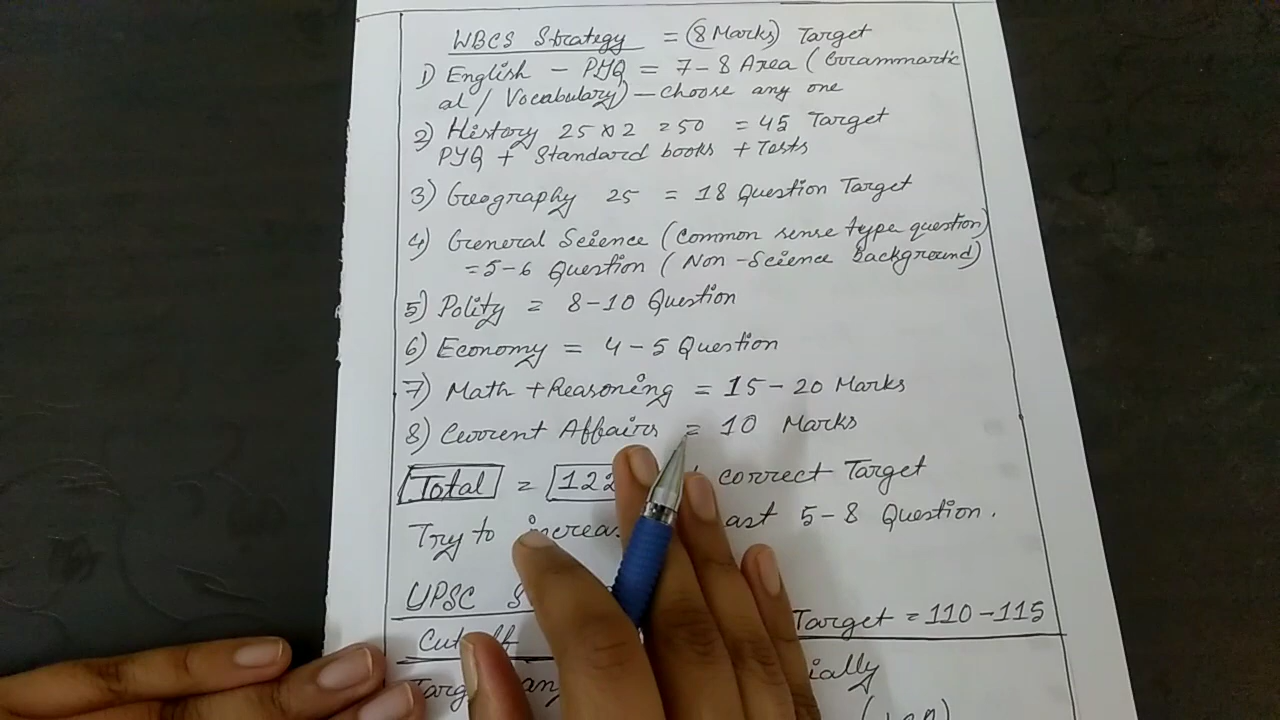 WBCS Strategy = (8 Marks) Target
1) English - PYQ = 7-8 Area (Grammartic
al / Vocabulary) - choose any one
2) History 25 x 2 = 50 = 45 Target
PYQ + Standard books + Tests
3) Geography 25 = 18 Question Target
4) General Science (Common sense type question)
= 5-6 Question (Non-Science background)
5) Polity = 8-10 Question
6) Economy = 4-5 Question
7) Math + Reasoning = 15-20 Marks
8) Current Affairs = 10 Marks
Total = 122 correct Target
Try to 5-8 Question.
UPSC Target = 110-115